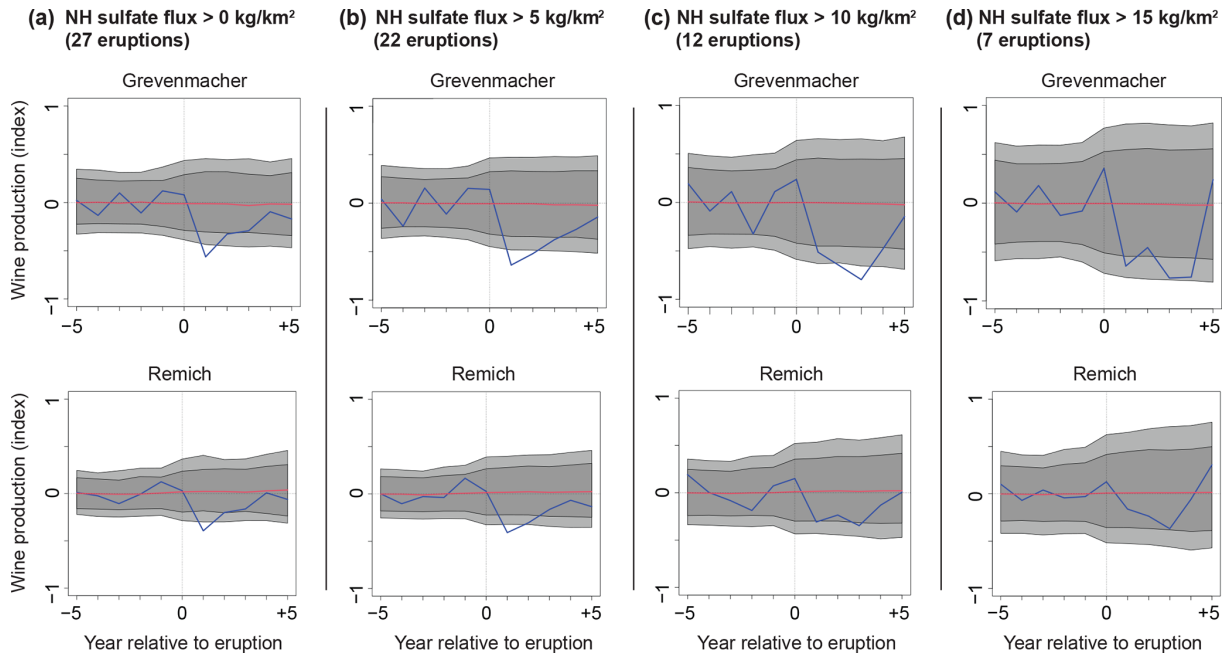 (a) NH sulfate flux > 0 kg/km²
(27 eruptions)
(b) NH sulfate flux > 5 kg/km²
(22 eruptions)
(c) NH sulfate flux > 10 kg/km²
(12 eruptions)
(d) NH sulfate flux > 15 kg/km²
(7 eruptions)
Grevenmacher
Grevenmacher
Grevenmacher
Grevenmacher
Wine production (index)
1
0
−1
1
0
−1
1
0
−1
1
0
−1
−5 0 +5
−5 0 +5
−5 0 +5
−5 0 +5
Remich
Remich
Remich
Remich
Wine production (index)
1
0
−1
1
0
−1
1
0
−1
1
0
−1
−5 0 +5
−5 0 +5
−5 0 +5
−5 0 +5
Year relative to eruption
Year relative to eruption
Year relative to eruption
Year relative to eruption